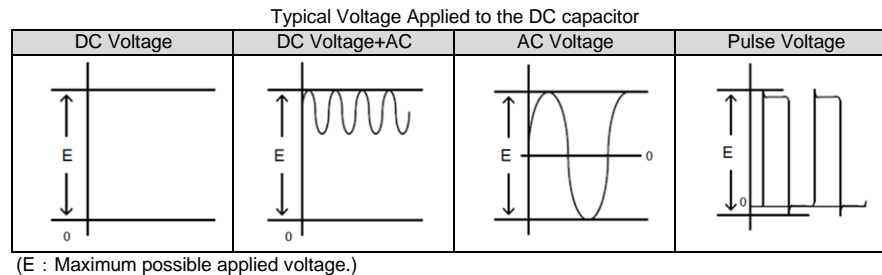 Typical Voltage Applied to the DC capacitor
DC Voltage DC Voltage+AC AC Voltage Pulse Voltage
E E E E
0 0 0 0
(E：Maximum possible applied voltage.)